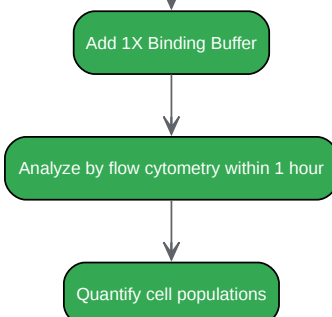 Add 1X Binding Buffer
Analyze by flow cytometry within 1 hour
Quantify cell populations